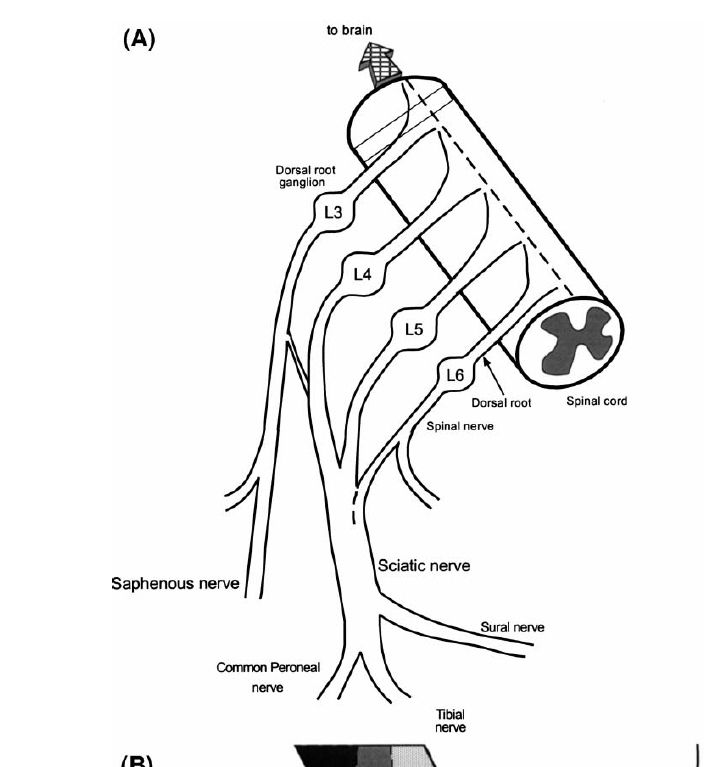 (A)
to brain
Dorsal root
ganglion
L3
L4
L5
L6
Dorsal root
Spinal cord
Spinal nerve
Sciatic nerve
Saphenous nerve
Sural nerve
Common Peroneal
nerve
Tibial
nerve
(B)